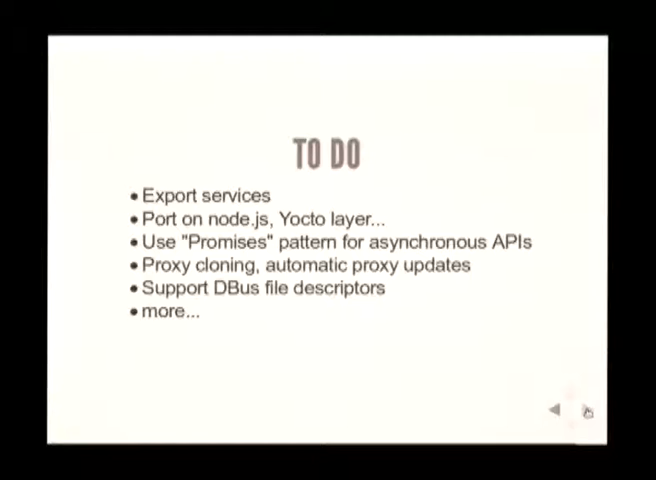 TO DO
• Export services
• Port on node.js, Yocto layer...
• Use "Promises" pattern for asynchronous APIs
• Proxy cloning, automatic proxy updates
• Support DBus file descriptors
• more...